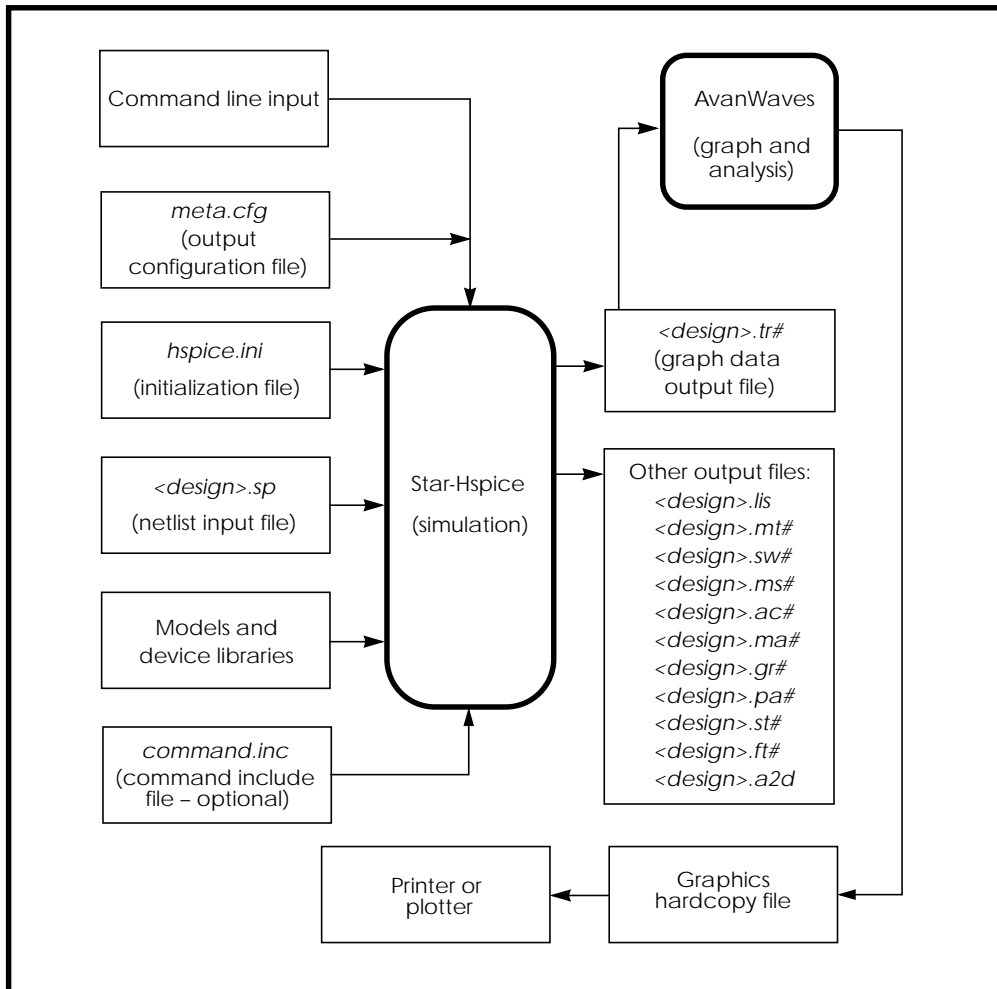 Command line input
meta.cfg
(output
configuration file)
hspice.ini
(initialization file)
<design>.sp
(netlist input file)
Models and
device libraries
command.inc
(command include
file – optional)
Star-Hspice
(simulation)
AvanWaves
(graph and
analysis)
<design>.tr#
(graph data
output file)
Other output files:
<design>.lis
<design>.mt#
<design>.sw#
<design>.ms#
<design>.ac#
<design>.ma#
<design>.gr#
<design>.pa#
<design>.st#
<design>.ft#
<design>.a2d
Printer or
plotter
Graphics
hardcopy file